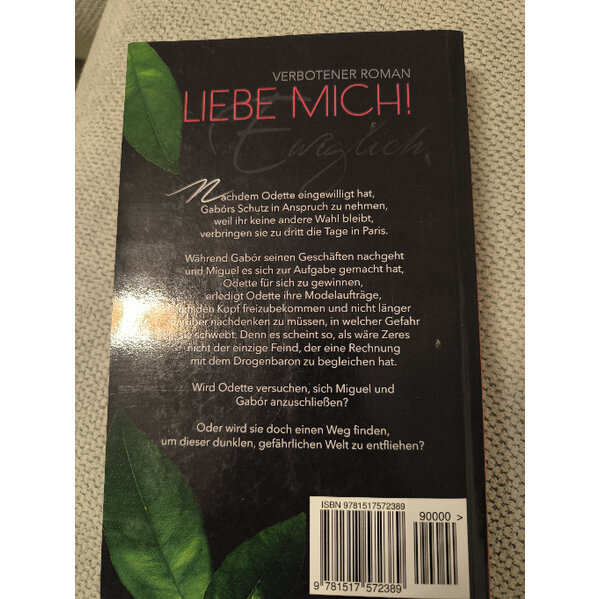 VERBOTENER ROMAN
LIEBE MICH!
Ewiglich
Nachdem Odette eingewilligt hat,
Gabórs Schutz in Anspruch zu nehmen,
weil ihr keine andere Wahl bleibt,
verbringen sie zu dritt die Tage in Paris.
Während Gabór seinen Geschäften nachgeht
und Miguel es sich zur Aufgabe gemacht hat,
Odette für sich zu gewinnen,
erledigt Odette ihre Modelaufträge,
den Kopf freizubekommen und nicht länger
nachdenken zu müssen, in welcher Gefahr
sie schwebt. Denn es scheint so, als wäre Zeres
nicht der einzige Feind, der eine Rechnung
mit dem Drogenbaron zu begleichen hat.
Wird Odette versuchen, sich Miguel und
Gabór anzuschließen?
Oder wird sie doch einen Weg finden,
um dieser dunklen, gefährlichen Welt zu entfliehen?
ISBN 9781517572389
90000 >
9 781517 572389